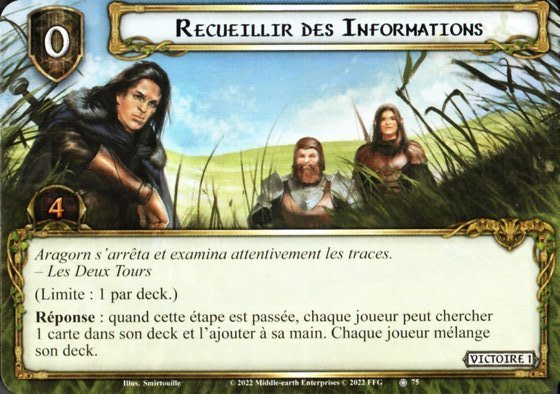 0
RECUEILLIR DES INFORMATIONS
4
Aragorn s'arrêta et examina attentivement les traces.
– Les Deux Tours
(Limite : 1 par deck.)
Réponse : quand cette étape est passée, chaque joueur peut chercher
1 carte dans son deck et l'ajouter à sa main. Chaque joueur mélange
son deck.
VICTOIRE 1
Illus. Smirtouille © 2022 Middle-earth Enterprises © 2022 FFG 75